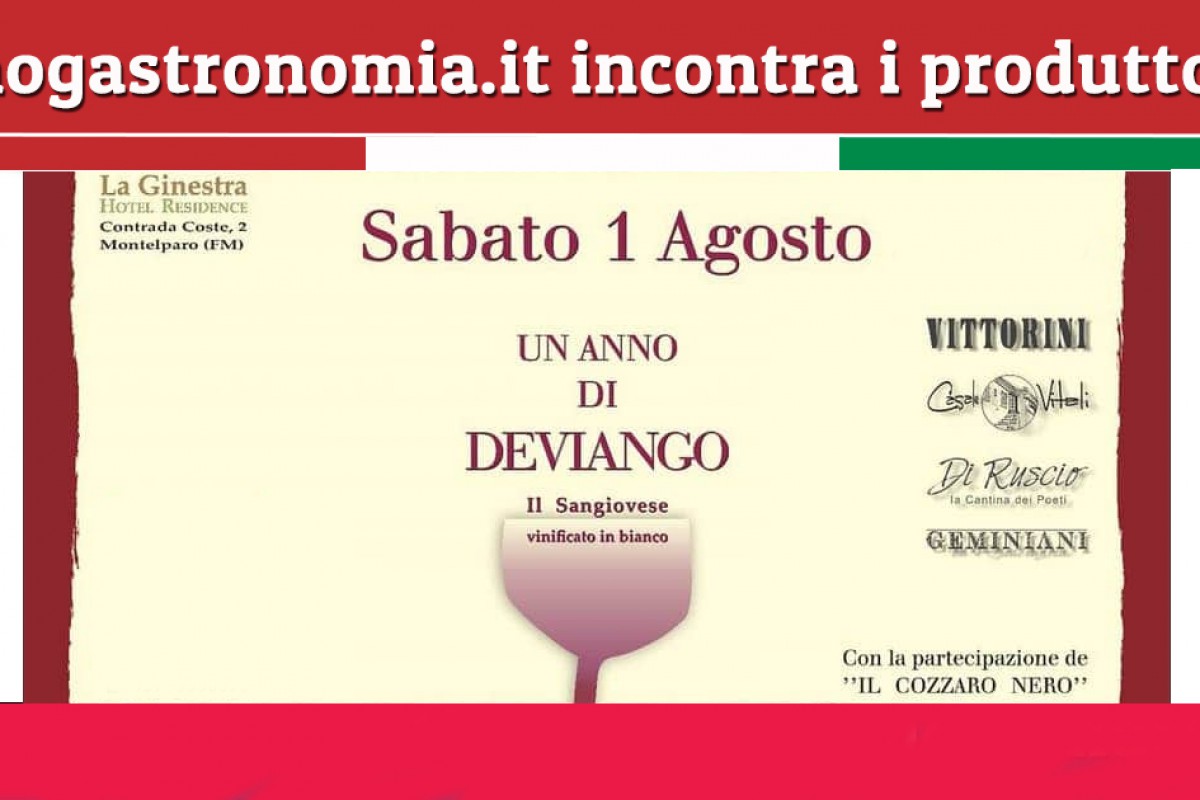 nogastronomia.it incontra i produtto
La Ginestra
HOTEL RESIDENCE
Contrada Coste, 2
Montelparo (FM)
Sabato 1 Agosto
UN ANNO
DI
DEVIANGO
Il Sangiovese
vinificato in bianco
VITTORINI
Casale Vitali
Di Ruscio
la Cantina dei Poeti
GEMINIANI
Con la partecipazione de
’’IL COZZARO NERO’’